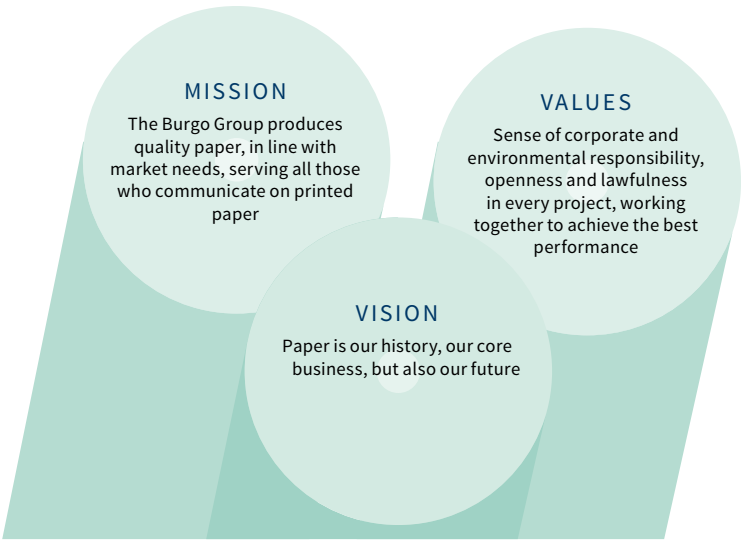 MISSION
The Burgo Group produces
quality paper, in line with
market needs, serving all those
who communicate on printed
paper
VALUES
Sense of corporate and
environmental responsibility,
openness and lawfulness
in every project, working
together to achieve the best
performance
VISION
Paper is our history, our core
business, but also our future